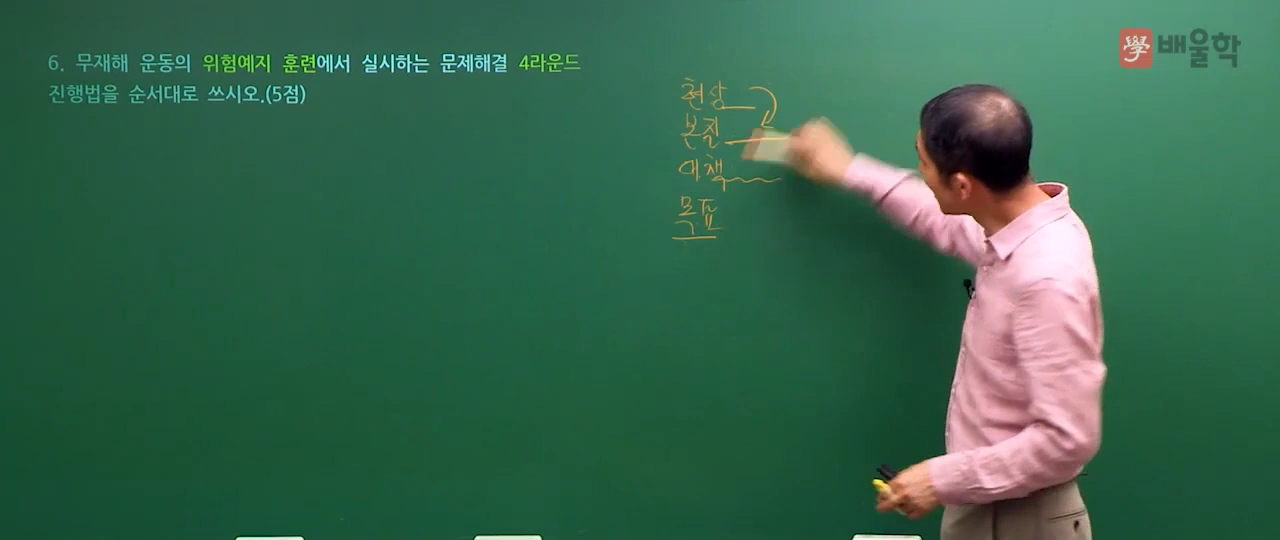 6. 무재해 운동의 위험예지 훈련에서 실시하는 문제해결 4라운드
진행법을 순서대로 쓰시오.(5점)
學 배울학
현상
본질
대책
목표